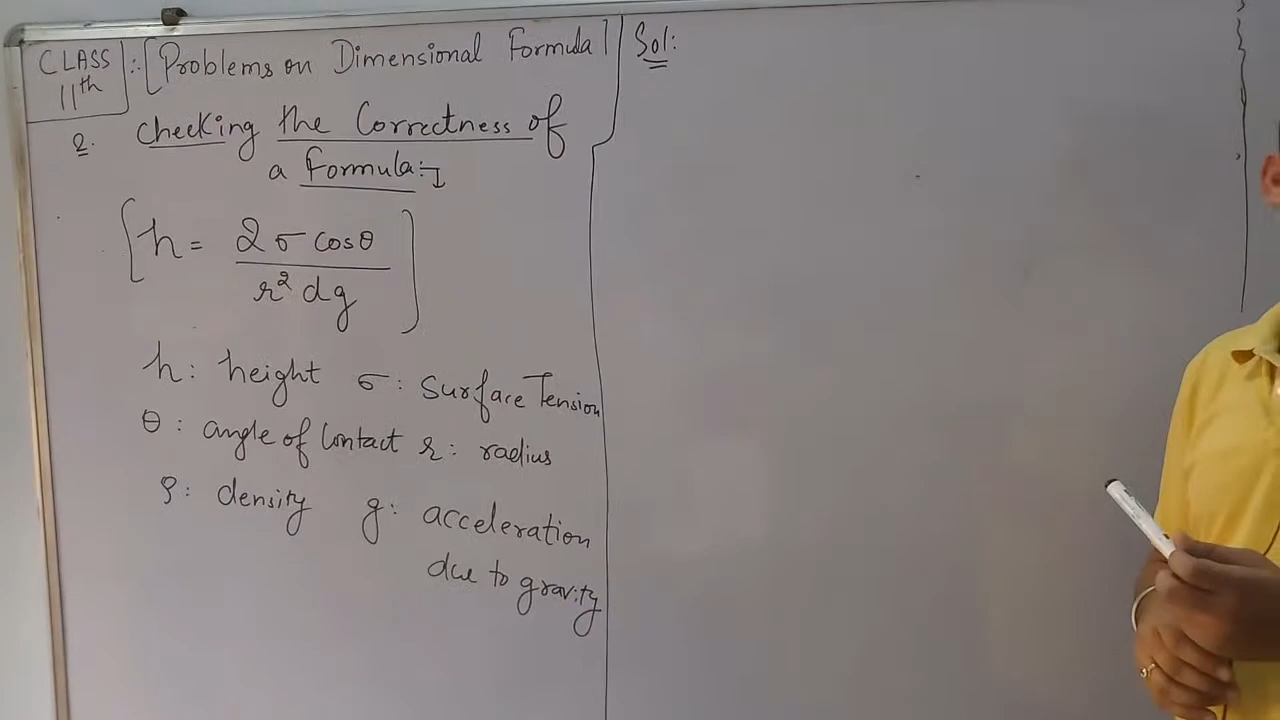 CLASS 11th :- [Problems on Dimensional Formula] Sol:
Q. Checking the Correctness of
a Formula:-
[h = 2σ cosθ / r² dg]
h: height σ: Surface Tension
θ: angle of Contact r: radius
ρ: density g: acceleration
due to gravity